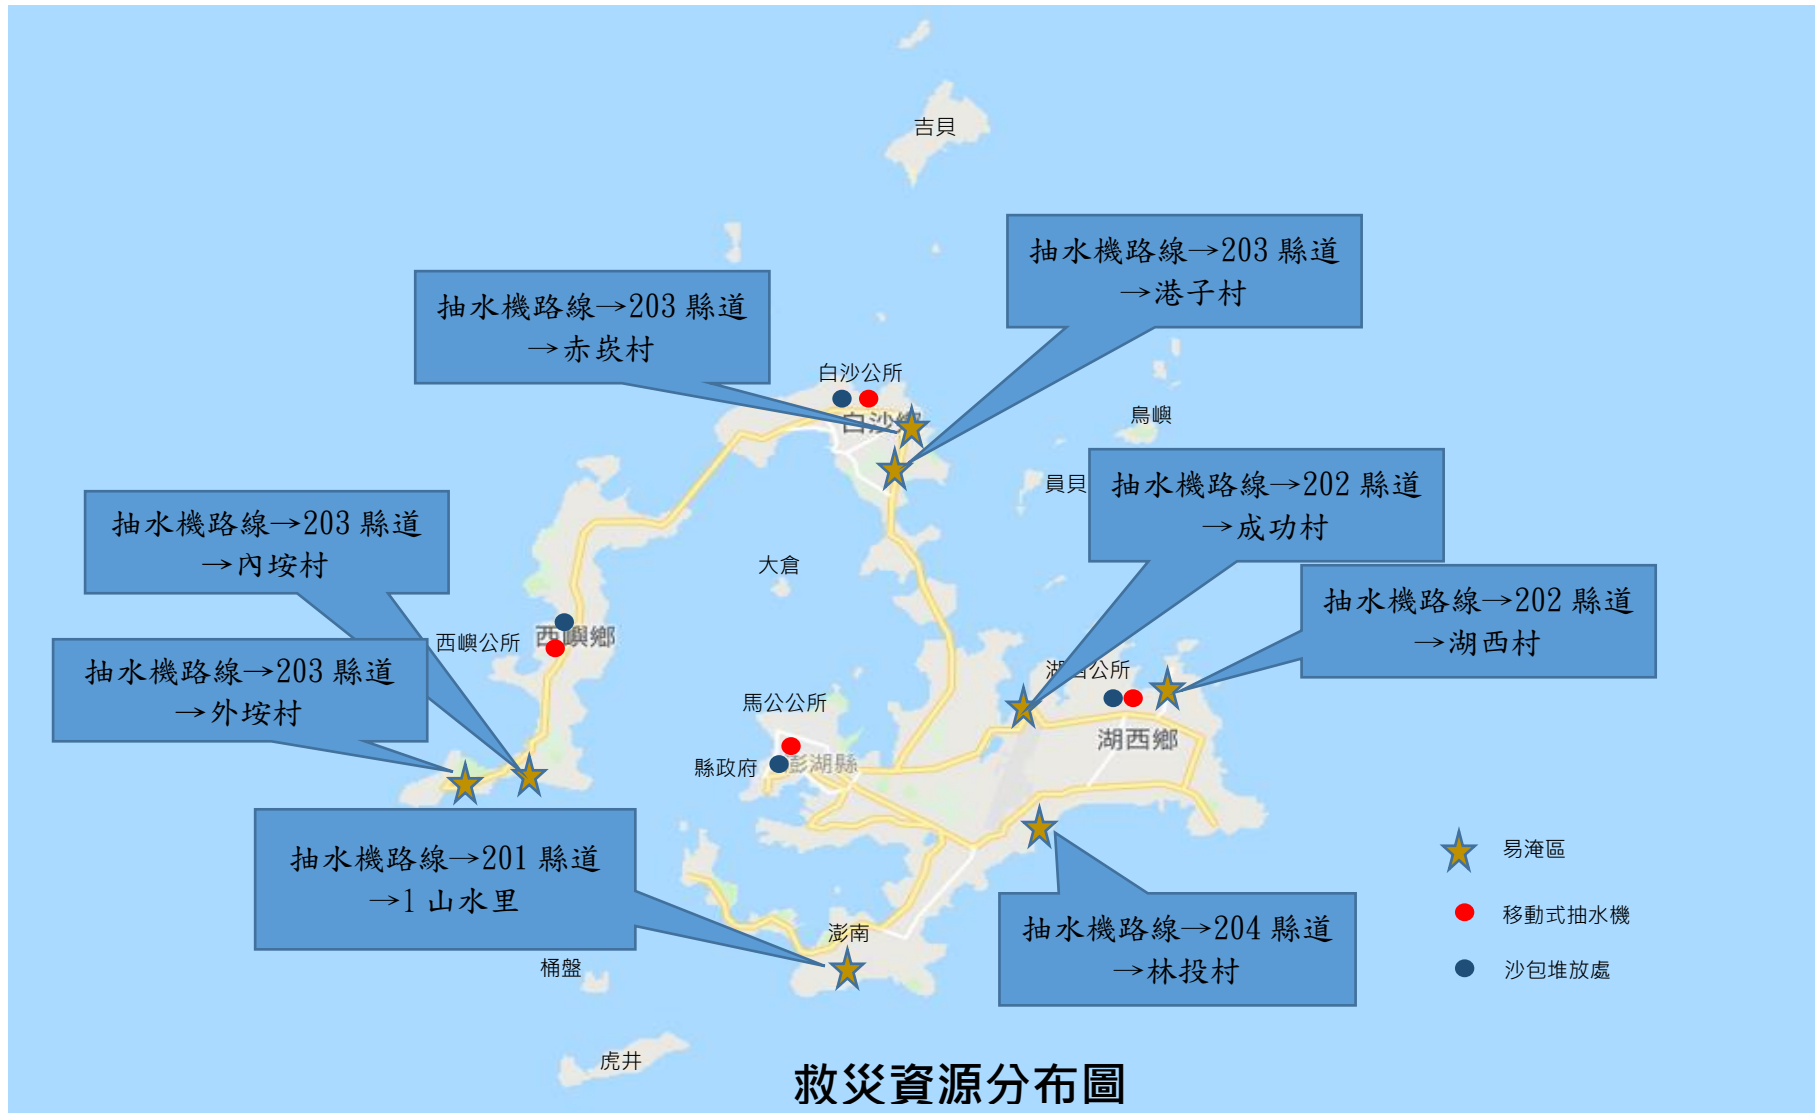 吉貝
抽水機路線→203 縣道
→港子村
抽水機路線→203 縣道
→赤崁村
白沙公所
白沙鄉
鳥嶼
員貝
抽水機路線→202 縣道
→成功村
抽水機路線→203 縣道
→內垵村
大倉
抽水機路線→202 縣道
→湖西村
西嶼公所
西嶼鄉
抽水機路線→203 縣道
→外垵村
湖西公所
馬公公所
湖西鄉
縣政府
澎湖縣
抽水機路線→201 縣道
→1 山水里
易淹區
移動式抽水機
沙包堆放處
澎南
抽水機路線→204 縣道
→林投村
桶盤
虎井
救災資源分布圖